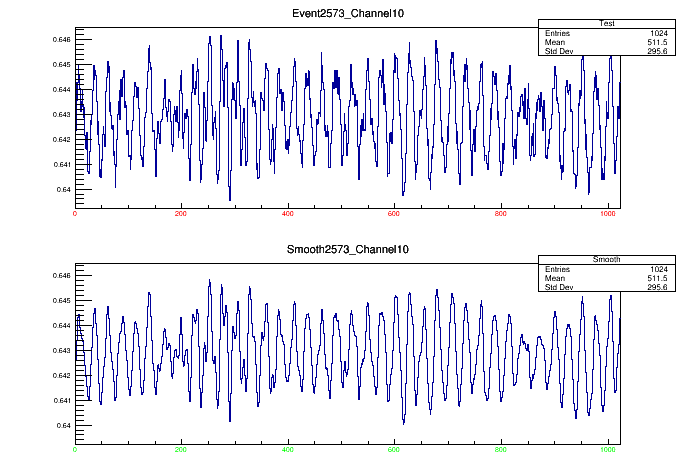 Event2573_Channel10
Test
Entries 1024
Mean 511.5
Std Dev 295.6
0.646
0.645
0.644
0.643
0.642
0.641
0.64
0 200 400 600 800 1000
Smooth2573_Channel10
Smooth
Entries 1024
Mean 511.5
Std Dev 295.6
0.646
0.645
0.644
0.643
0.642
0.641
0.64
0 200 400 600 800 1000